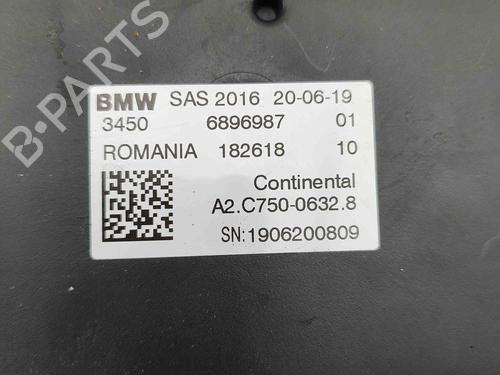 BMW SAS 2016 20-06-19
3450 6896987 01
ROMANIA 182618 10
Continental
A2.C750-0632.8
SN:1906200809